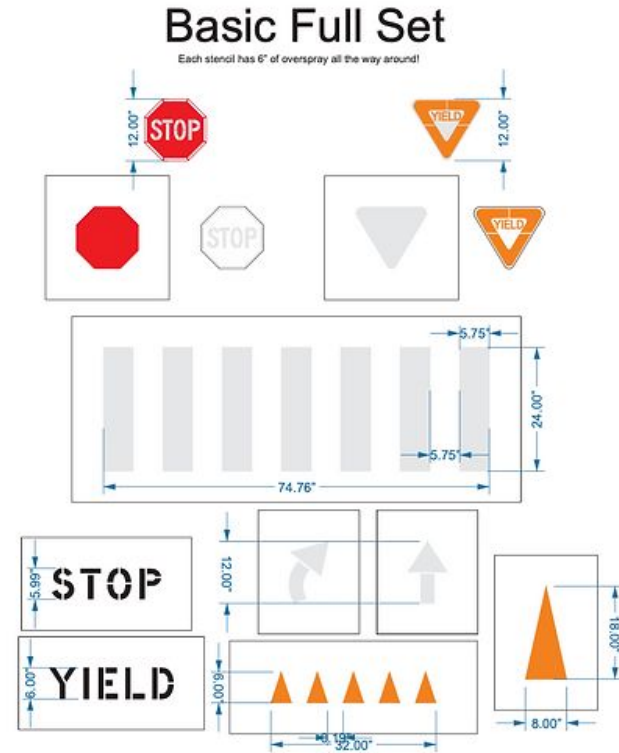 Basic Full Set
Each stencil has 6" of overspray all the way around!
12.00"
STOP
YIELD
12.00"
STOP
YIELD
5.75"
24.00"
5.75"
74.76"
12.00"
5.99"
STOP
18.00"
6.00"
YIELD
6.00"
8.00"
32.00"